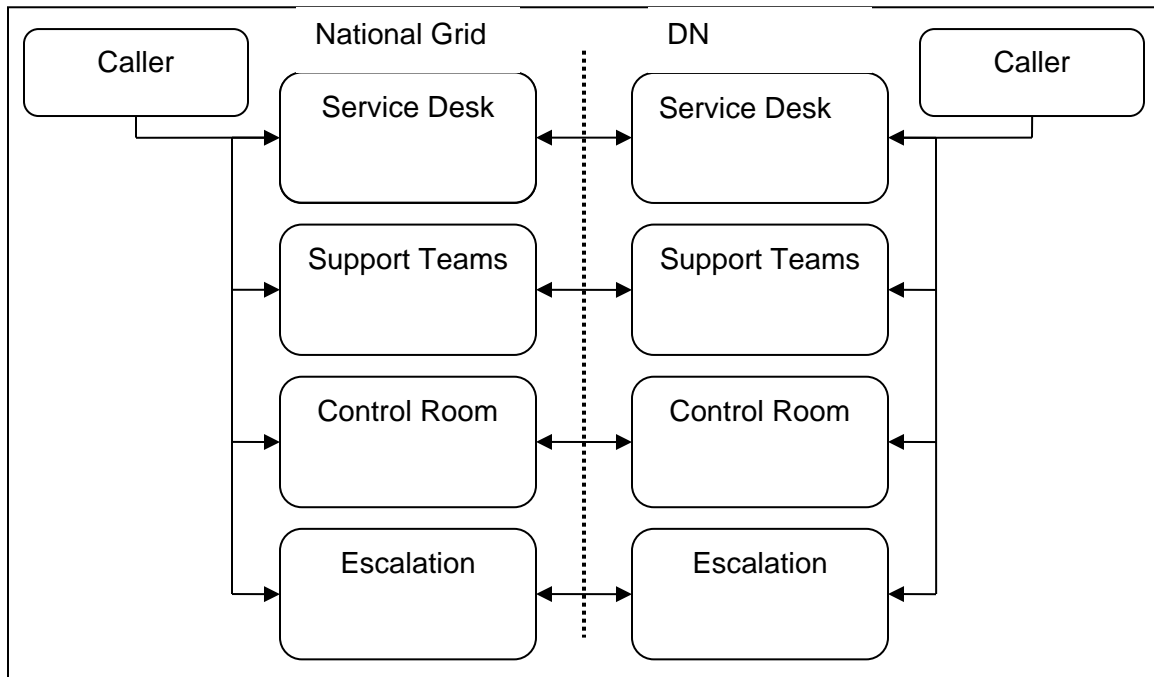 National Grid
DN
Caller
Caller
Service Desk
Service Desk
Support Teams
Support Teams
Control Room
Control Room
Escalation
Escalation